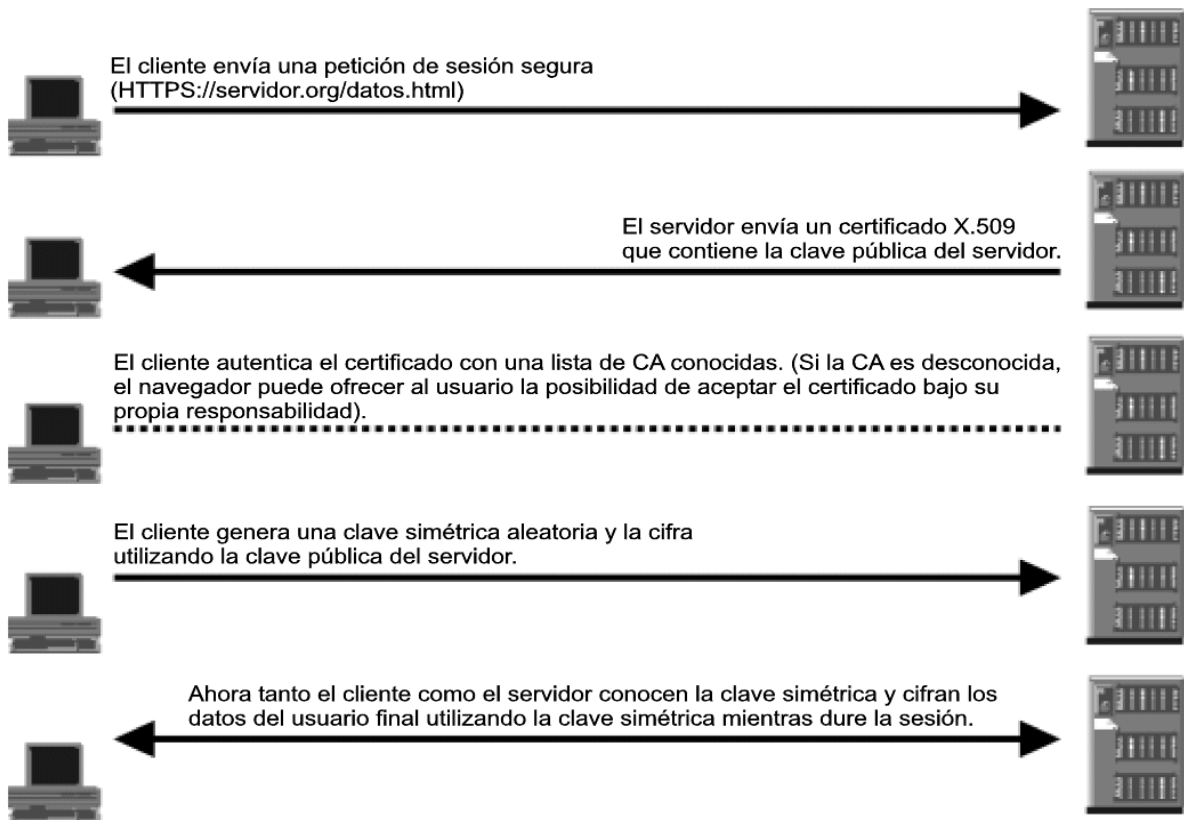 El cliente envía una petición de sesión segura
(HTTPS://servidor.org/datos.html)
El servidor envía un certificado X.509
que contiene la clave pública del servidor.
El cliente autentica el certificado con una lista de CA conocidas. (Si la CA es desconocida,
el navegador puede ofrecer al usuario la posibilidad de aceptar el certificado bajo su
propia responsabilidad).
El cliente genera una clave simétrica aleatoria y la cifra
utilizando la clave pública del servidor.
Ahora tanto el cliente como el servidor conocen la clave simétrica y cifran los
datos del usuario final utilizando la clave simétrica mientras dure la sesión.